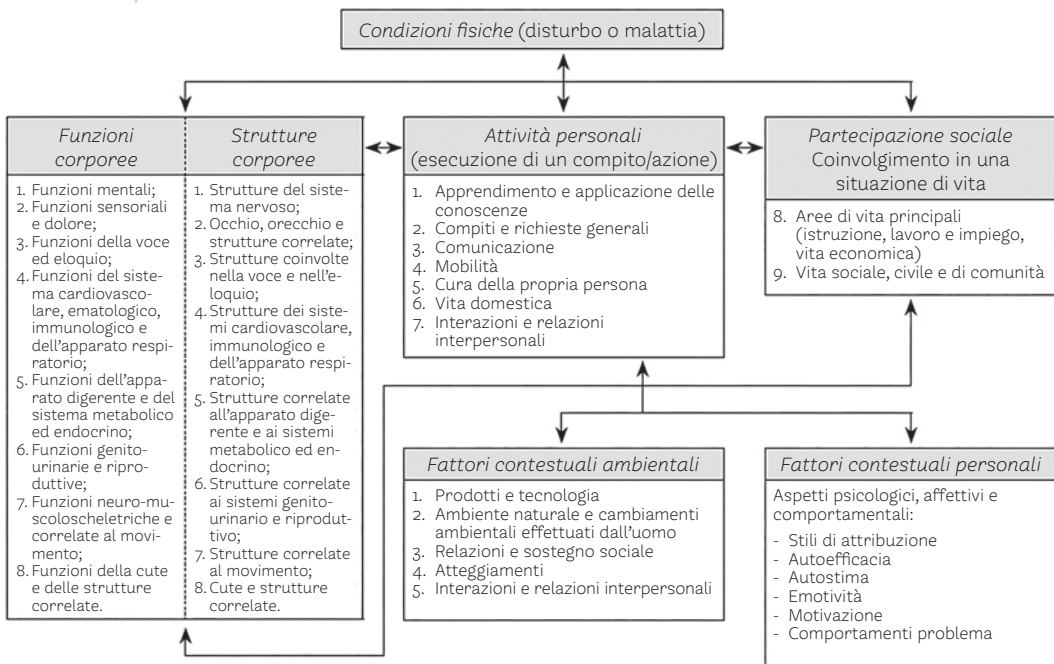 Condizioni fisiche (disturbo o malattia)
Funzioni
corporee
1. Funzioni mentali;
2. Funzioni sensoriali
e dolore;
3. Funzioni della voce
ed eloquio;
4. Funzioni del siste-
ma cardiovasco-
lare, ematologico,
immunologico e
dell'apparato respi-
ratorio;
5. Funzioni dell'appa-
rato digerente e del
sistema metabolico
ed endocrino;
6. Funzioni genito-
urinarie e ripro-
duttive;
7. Funzioni neuro-mu-
scoloscheletriche e
correlate al movi-
mento;
8. Funzioni della cute
e delle strutture
correlate.
Strutture
corporee
1. Strutture del siste-
ma nervoso;
2. Occhio, orecchio e
strutture correlate;
3. Strutture coinvolte
nella voce e nell'e-
loquio;
4. Strutture dei siste-
mi cardiovascolare,
immunologico e
dell'apparato respi-
ratorio;
5. Strutture correlate
all'apparato dige-
rente e ai sistemi
metabolico ed en-
docrino;
6. Strutture correlate
ai sistemi genito-
urinario e riprodut-
tivo;
7. Strutture correlate
al movimento;
8. Cute e strutture
correlate.
Attività personali
(esecuzione di un compito/azione)
1. Apprendimento e applicazione delle
conoscenze
2. Compiti e richieste generali
3. Comunicazione
4. Mobilità
5. Cura della propria persona
6. Vita domestica
7. Interazioni e relazioni
interpersonali
Partecipazione sociale
Coinvolgimento in una
situazione di vita
8. Aree di vita principali
(istruzione, lavoro e impiego,
vita economica)
9. Vita sociale, civile e di comunità
Fattori contestuali ambientali
1. Prodotti e tecnologia
2. Ambiente naturale e cambiamenti
ambientali effettuati dall'uomo
3. Relazioni e sostegno sociale
4. Atteggiamenti
5. Interazioni e relazioni interpersonali
Fattori contestuali personali
Aspetti psicologici, affettivi e
comportamentali:
- Stili di attribuzione
- Autoefficacia
- Autostima
- Emotività
- Motivazione
- Comportamenti problema